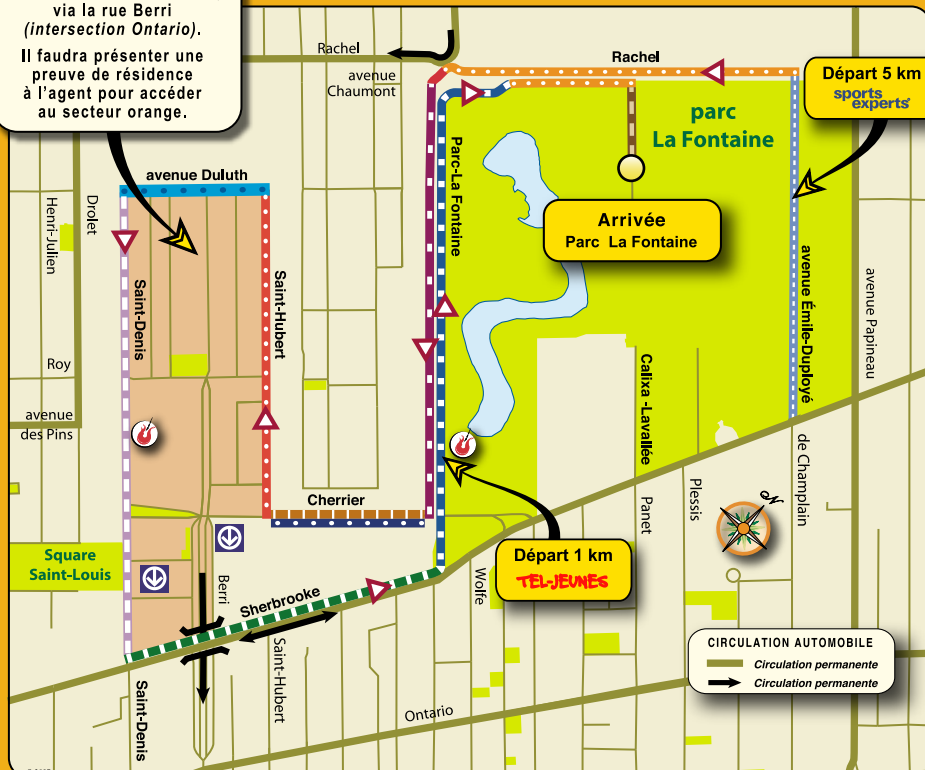 via la rue Berri
(intersection Ontario).
Il faudra présenter une
preuve de résidence
à l'agent pour accéder
au secteur orange.
Rachel
avenue
Chaumont
Rachel
Départ 5 km
sports
experts
parc
La Fontaine
avenue Duluth
Parc-La Fontaine
Arrivée
Parc La Fontaine
Henri-Julien
Drolet
Saint-Denis
Saint-Hubert
avenue Émile-Duployé
avenue Papineau
Roy
avenue
des Pins
Calixa -Lavallée
Cherrier
de Champlain
Plessis
Panet
N
Square
Saint-Louis
Départ 1 km
TEL-JEUNES
Wolfe
Berri
Sherbrooke
Saint-Hubert
Saint-Denis
Ontario
CIRCULATION AUTOMOBILE
Circulation permanente
Circulation permanente